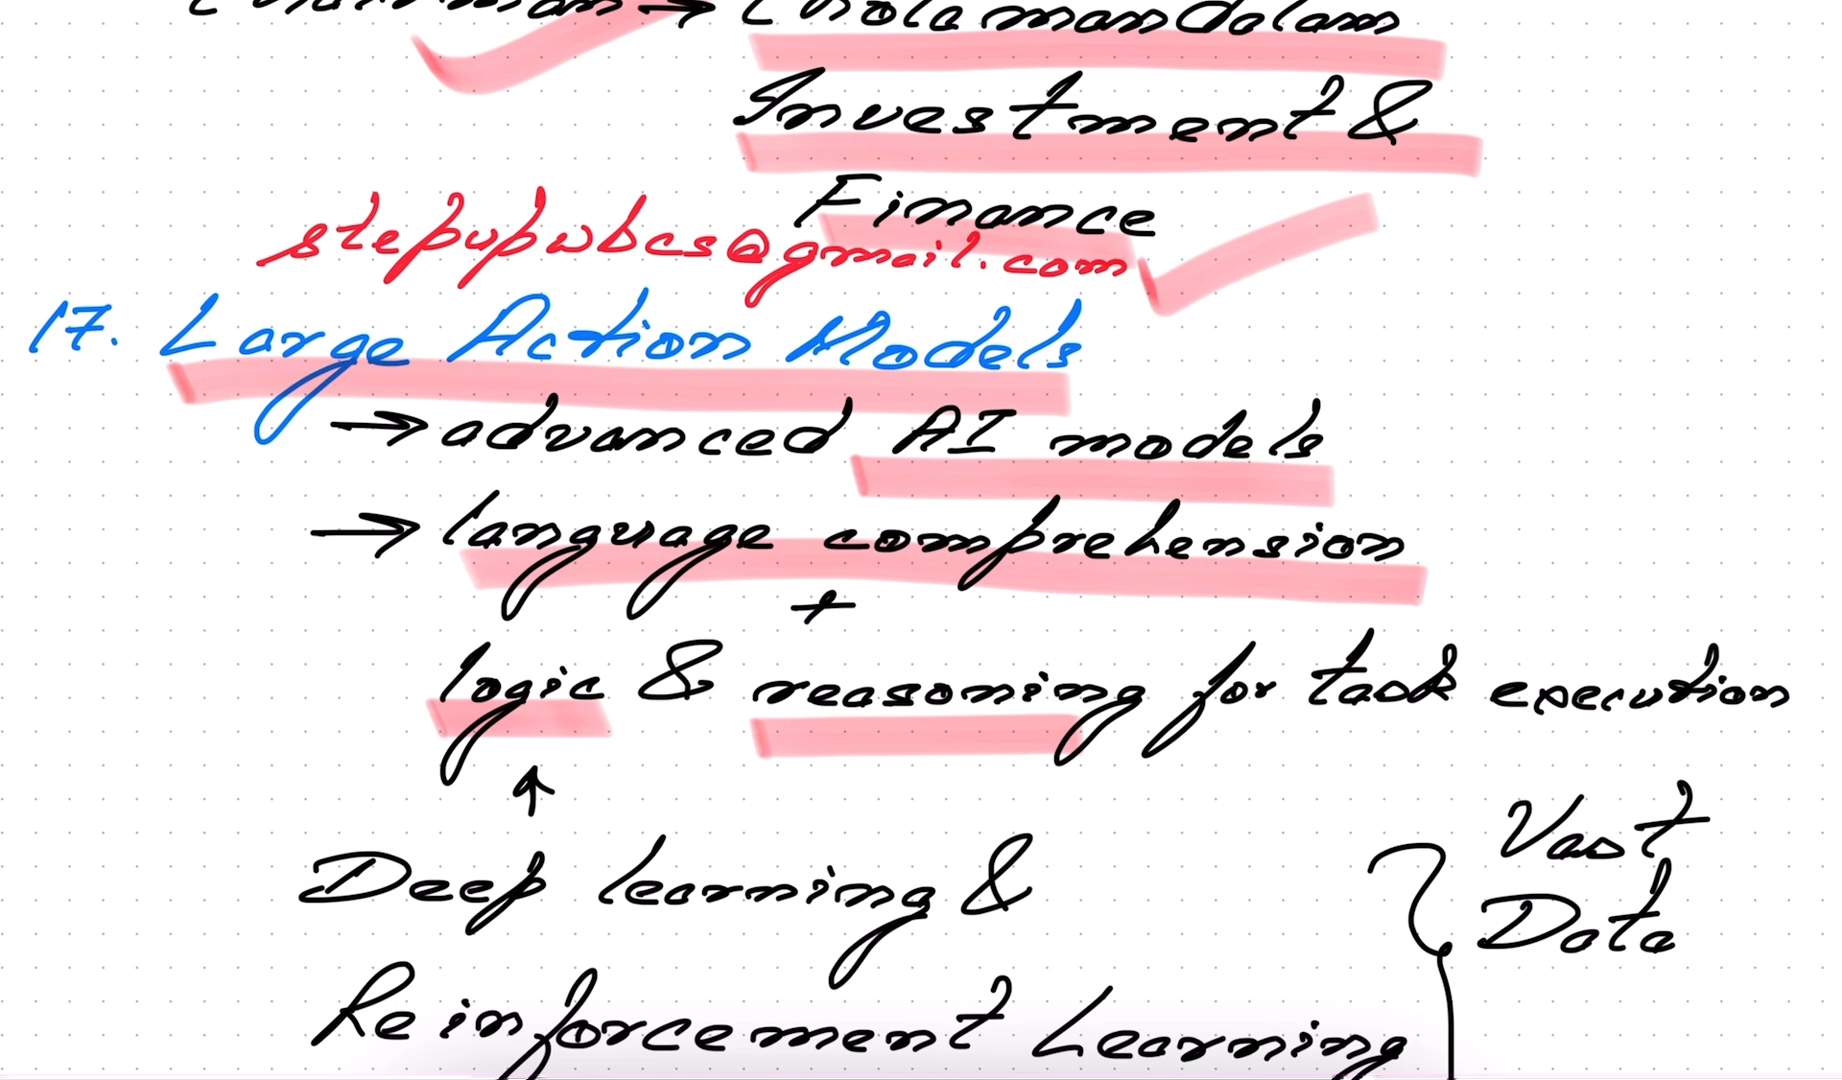 Chairman → Cholamandalam
Investment &
Finance
stepupwbcs@gmail.com
17. Large Action Models
→ advanced AI models
→ language comprehension
+
logic & reasoning for task execution
↑
Vast
Deep learning &
Data
Reinforcement Learning